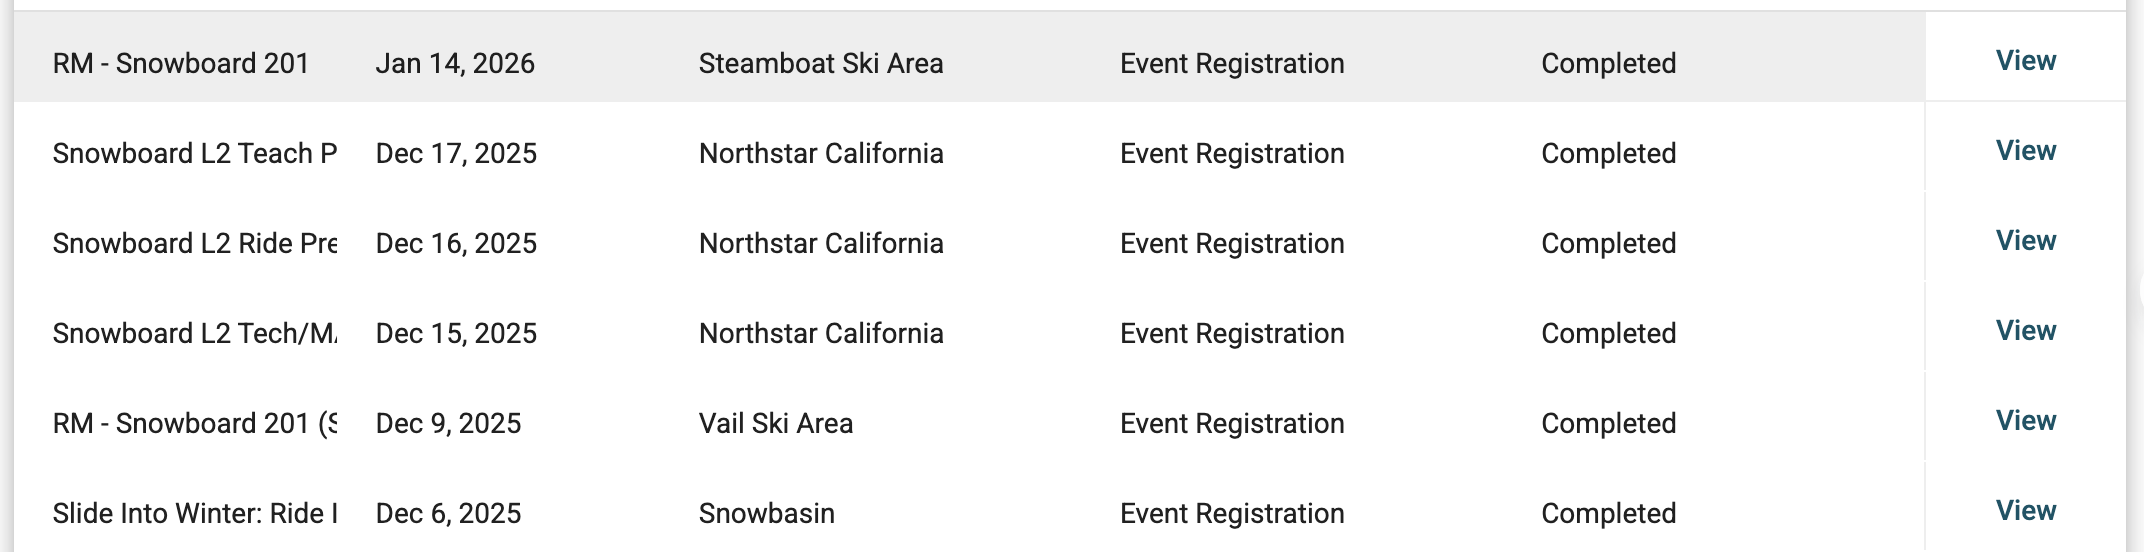 RM - Snowboard 201 Jan 14, 2026 Steamboat Ski Area Event Registration Completed View
Snowboard L2 Teach P Dec 17, 2025 Northstar California Event Registration Completed View
Snowboard L2 Ride Pre Dec 16, 2025 Northstar California Event Registration Completed View
Snowboard L2 Tech/M Dec 15, 2025 Northstar California Event Registration Completed View
RM - Snowboard 201 ( Dec 9, 2025 Vail Ski Area Event Registration Completed View
Slide Into Winter: Ride Dec 6, 2025 Snowbasin Event Registration Completed View